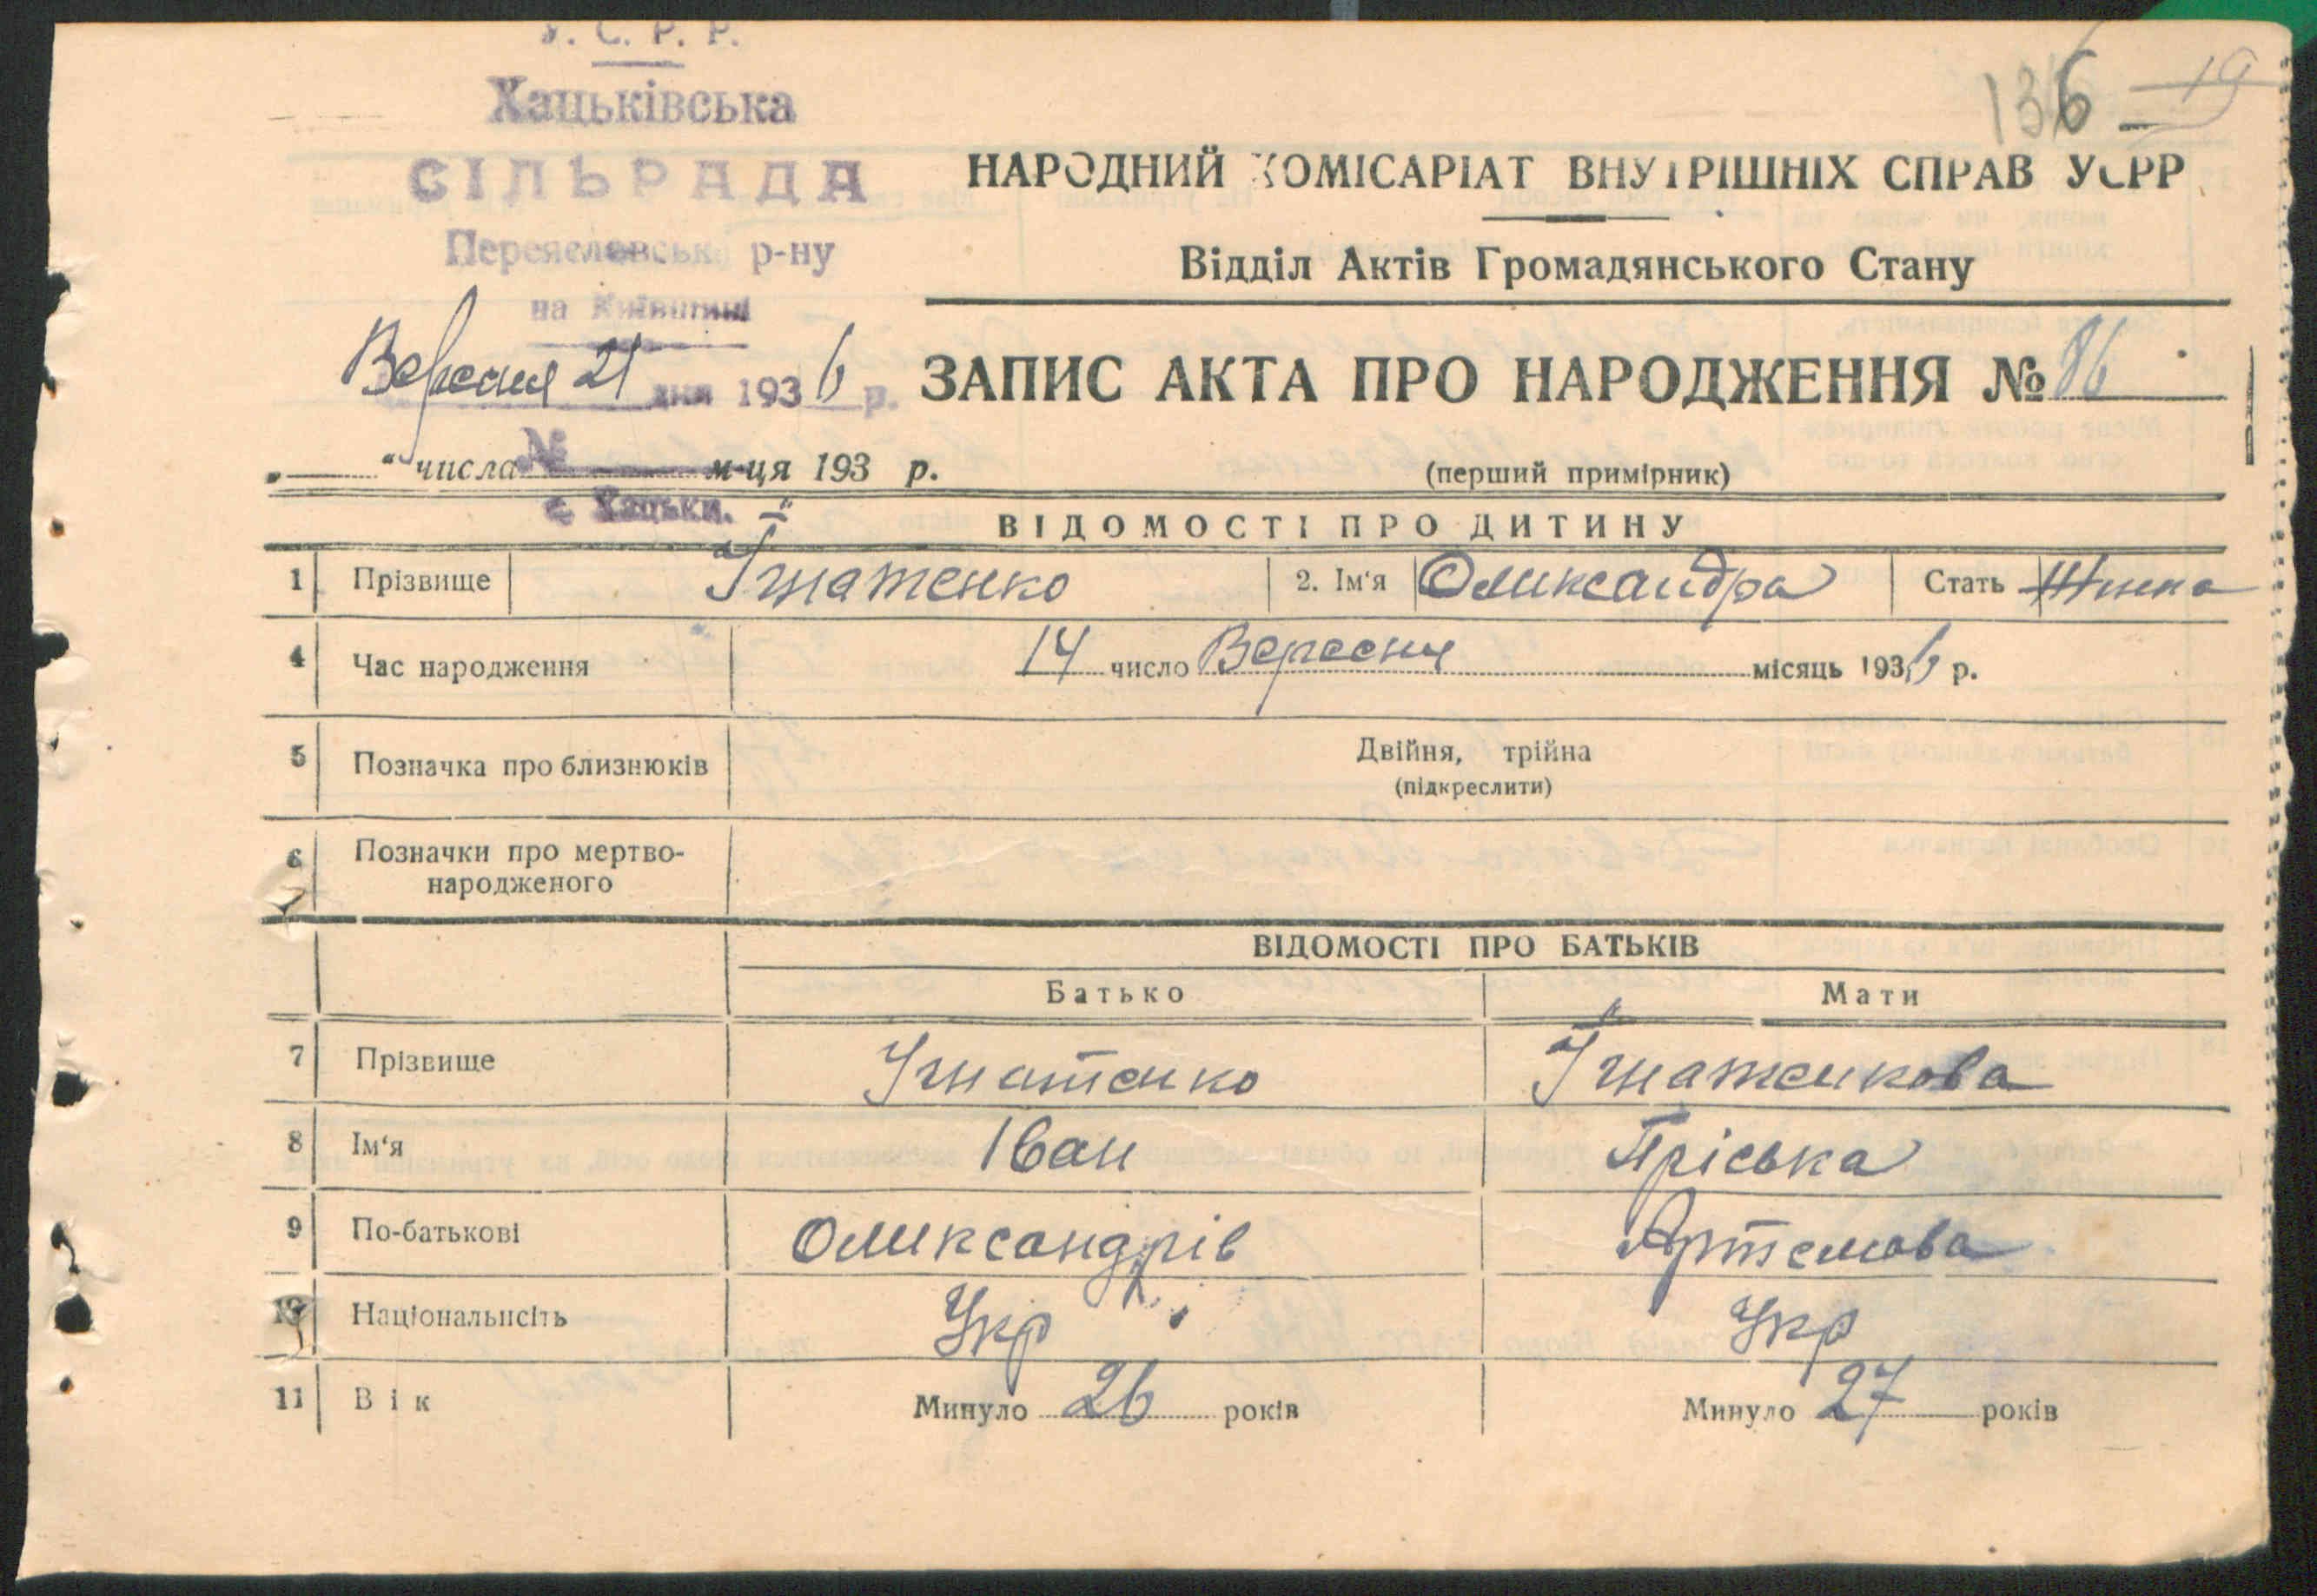 У. С. Р. Р.
Хацьківська
СІЛЬРАДА
Переяславськ р-ну
на Київщині
Вересня 21 дня 1936 р.
№
с Хацьки.
136 19
НАРОДНИЙ КОМІСАРІАТ ВНУТРІШНІХ СПРАВ УСРР
Відділ Актів Громадянського Стану
ЗАПИС АКТА ПРО НАРОДЖЕННЯ № 86
„ “ числа м-ця 193 р.
(перший примірник)
ВІДОМОСТІ ПРО ДИТИНУ
1 Прізвище Ігнатенко 2. Ім‘я Олександра Стать Жінка
4 Час народження 14 число Вересня місяць 1936 р.
5 Позначка про близнюків Двійня, трійна
(підкреслити)
6 Позначки про мертво-
народженого
ВІДОМОСТІ ПРО БАТЬКІВ
Батько Мати
7 Прізвище Ігнатенко Ігнатенкова
8 Ім‘я Іван Пріська
9 По-батькові Олександрів Артемова
10 Національнсіть Укр Укр
11 Вік Минуло 26 років Минуло 27 років